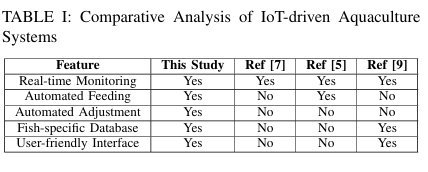 TABLE I: Comparative Analysis of IoT-driven Aquaculture
Systems
Feature This Study Ref [7] Ref [5] Ref [9]
Real-time Monitoring Yes Yes Yes Yes
Automated Feeding Yes No Yes No
Automated Adjustment Yes No No No
Fish-specific Database Yes No No Yes
User-friendly Interface Yes No No Yes